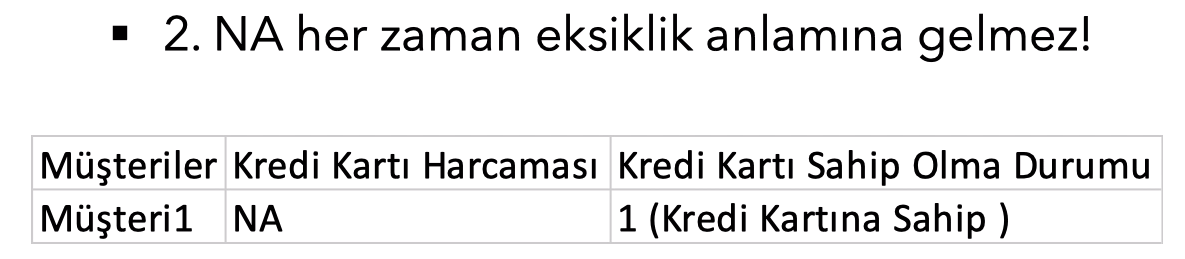 ▪ 2. NA her zaman eksiklik anlamına gelmez!
Müşteriler Kredi Kartı Harcaması Kredi Kartı Sahip Olma Durumu
Müşteri1 NA 1 (Kredi Kartına Sahip )